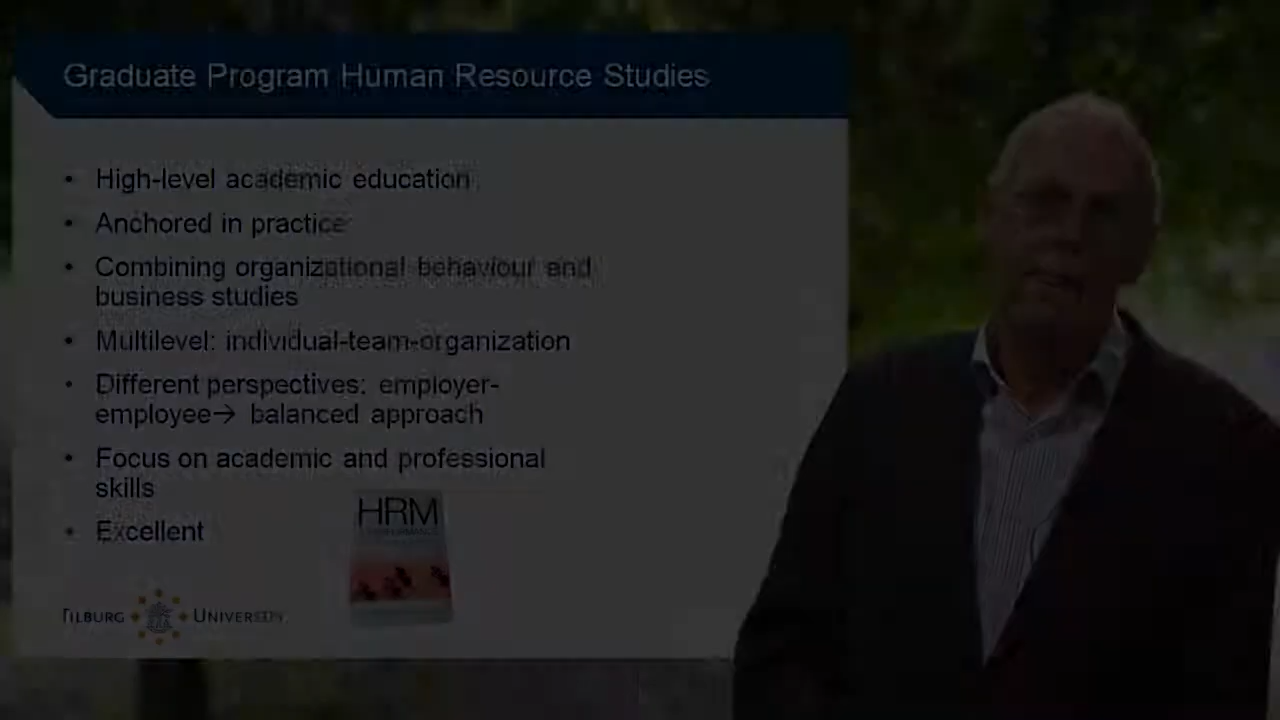 Graduate Program Human Resource Studies
• High-level academic education
• Anchored in practice
• Combining organizational behaviour and
business studies
• Multilevel: individual-team-organization
• Different perspectives: employer-
employee→ balanced approach
• Focus on academic and professional
skills
• Excellent
HRM
PERFORMANCE
TILBURG UNIVERSITY